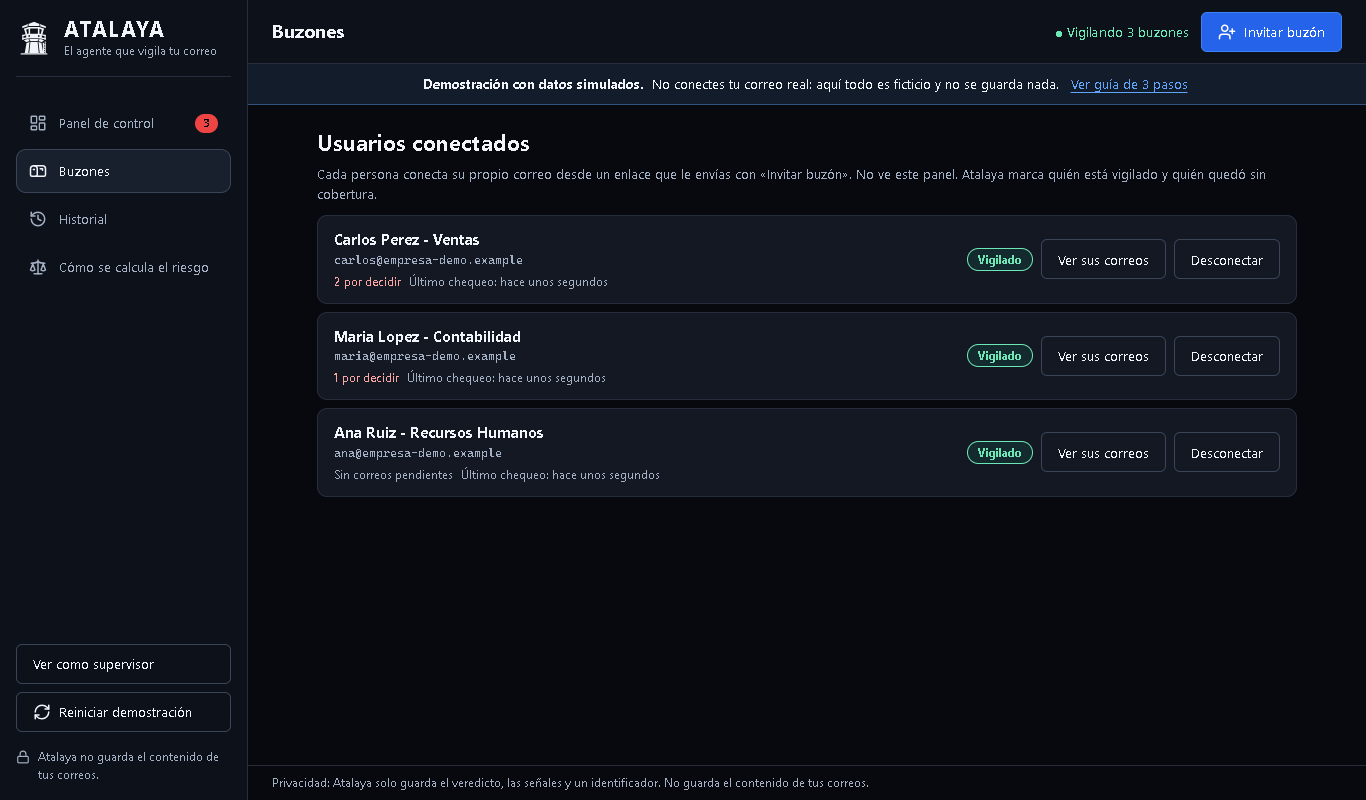 ATALAYA
El agente que vigila tu correo
Panel de control 3
Buzones
Historial
Cómo se calcula el riesgo
Ver como supervisor
Reiniciar demostración
Atalaya no guarda el contenido de
tus correos.
Buzones
Vigilando 3 buzones
Invitar buzón
Demostración con datos simulados. No conectes tu correo real: aquí todo es ficticio y no se guarda nada. Ver guía de 3 pasos
Usuarios conectados
Cada persona conecta su propio correo desde un enlace que le envías con «Invitar buzón». No ve este panel. Atalaya marca quién está vigilado y quién quedó sin
cobertura.
Carlos Perez - Ventas
carlos@empresa-demo.example
2 por decidir Último chequeo: hace unos segundos
Vigilado
Ver sus correos
Desconectar
Maria Lopez - Contabilidad
maria@empresa-demo.example
1 por decidir Último chequeo: hace unos segundos
Vigilado
Ver sus correos
Desconectar
Ana Ruiz - Recursos Humanos
ana@empresa-demo.example
Sin correos pendientes Último chequeo: hace unos segundos
Vigilado
Ver sus correos
Desconectar
Privacidad: Atalaya solo guarda el veredicto, las señales y un identificador. No guarda el contenido de tus correos.